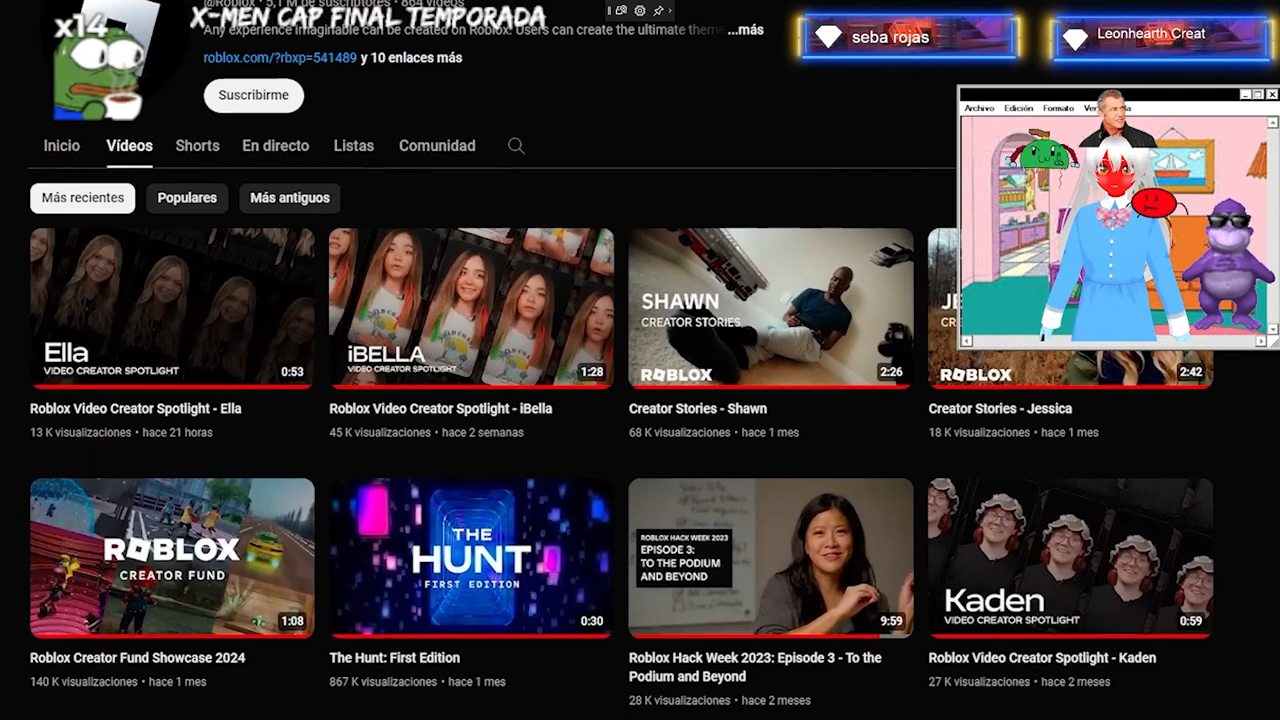 @Roblox • 5,1 M de suscriptores • 864 vídeos
X-MEN CAP FINAL TEMPORADA
x14
Any experience imaginable can be created on Roblox. Users can create the ultimate theme ...más
roblox.com/?rbxp=541489 y 10 enlaces más
Suscribirme
seba rojas
Leonhearth Creat
Archivo Edición Formato Ver
Inicio Vídeos Shorts En directo Listas Comunidad
Más recientes Populares Más antiguos
Ella
VIDEO CREATOR SPOTLIGHT
0:53
iBELLA
VIDEO CREATOR SPOTLIGHT
1:28
SHAWN
CREATOR STORIES
ROBLOX
2:26
JE
ROBLOX
2:42
Roblox Video Creator Spotlight - Ella
13 K visualizaciones • hace 21 horas
Roblox Video Creator Spotlight - iBella
45 K visualizaciones • hace 2 semanas
Creator Stories - Shawn
68 K visualizaciones • hace 1 mes
Creator Stories - Jessica
18 K visualizaciones • hace 1 mes
ROBLOX
CREATOR FUND
1:08
THE
HUNT
FIRST EDITION
0:30
ROBLOX HACK WEEK 2023
EPISODE 3:
TO THE PODIUM
AND BEYOND
9:59
Kaden
VIDEO CREATOR SPOTLIGHT
0:59
Roblox Creator Fund Showcase 2024
140 K visualizaciones • hace 1 mes
The Hunt: First Edition
867 K visualizaciones • hace 1 mes
Roblox Hack Week 2023: Episode 3 - To the
Podium and Beyond
28 K visualizaciones • hace 2 meses
Roblox Video Creator Spotlight - Kaden
27 K visualizaciones • hace 2 meses